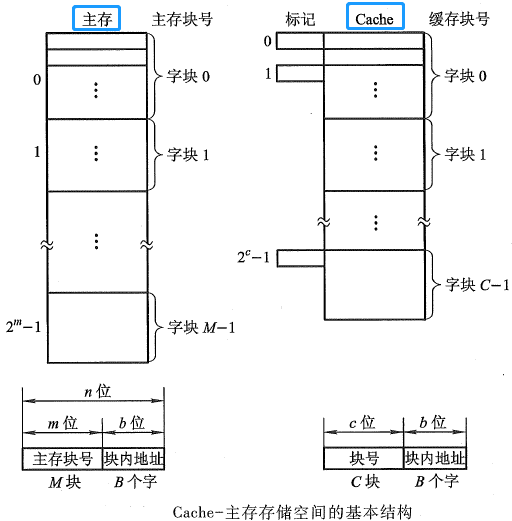 主存 主存块号 标记 Cache 缓存块号
0 字块 0 0 1 字块 0
1 字块 1 字块 1
2^m-1 字块 M-1 2^c-1 字块 C-1
n 位
m 位 b 位 c 位 b 位
主存块号 块内地址 块号 块内地址
M 块 B 个字 C 块 B 个字
Cache-主存存储空间的基本结构